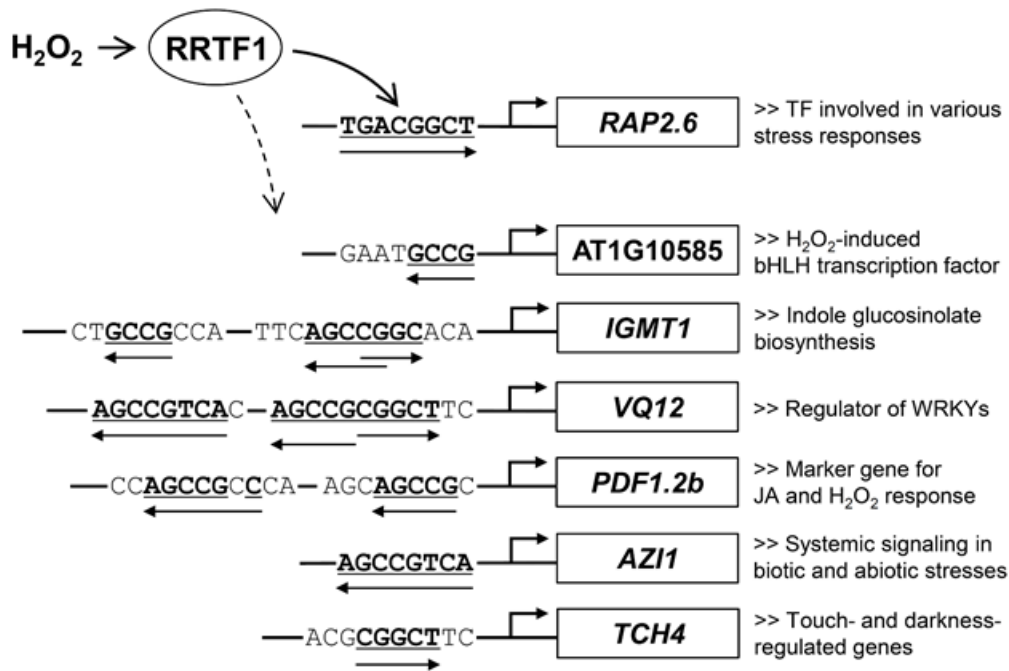 H₂O₂ → RRTF1
TGACGGCT RAP2.6 >> TF involved in various
stress responses
GAATGCCG AT1G10585 >> H₂O₂-induced
bHLH transcription factor
CTGCCGCCA TTCAGCCGGCACA IGMT1 >> Indole glucosinolate
biosynthesis
AGCCGTCAC AGCCGCGGCTTC VQ12 >> Regulator of WRKYs
CCAGCCGCCCA AGCAGCCGC PDF1.2b >> Marker gene for
JA and H₂O₂ response
AGCCGTCA AZI1 >> Systemic signaling in
biotic and abiotic stresses
ACGCGGCTTC TCH4 >> Touch- and darkness-
regulated genes